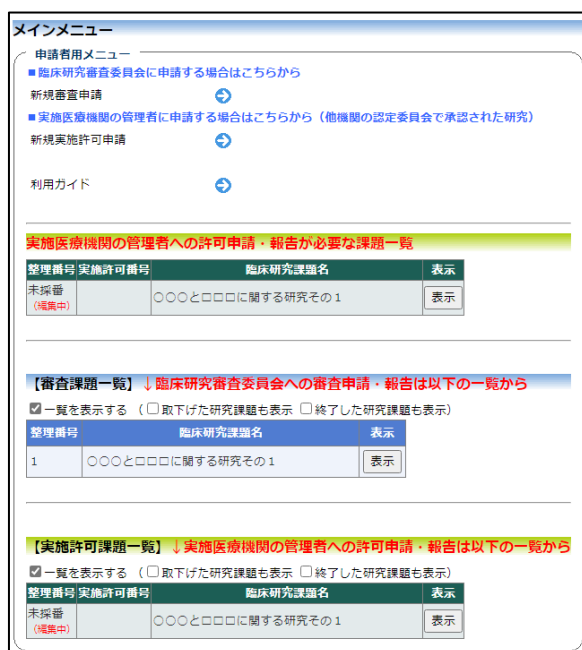 メインメニュー
申請者用メニュー
■臨床研究審査委員会に申請する場合はこちらから
新規審査申請
■実施医療機関の管理者に申請する場合はこちらから（他機関の認定委員会で承認された研究）
新規実施許可申請
利用ガイド
実施医療機関の管理者への許可申請・報告が必要な課題一覧
整理番号 実施許可番号 臨床研究課題名 表示
未採番 ○○○と□□□に関する研究その１ 表示
（編集中）
【審査課題一覧】↓臨床研究審査委員会への審査申請・報告は以下の一覧から
一覧を表示する （□取下げた研究課題も表示 □終了した研究課題も表示）
整理番号 臨床研究課題名 表示
1 ○○○と□□□に関する研究その１ 表示
【実施許可課題一覧】↓実施医療機関の管理者への許可申請・報告は以下の一覧から
一覧を表示する （□取下げた研究課題も表示 □終了した研究課題も表示）
整理番号 実施許可番号 臨床研究課題名 表示
未採番 ○○○と□□□に関する研究その１ 表示
（編集中）